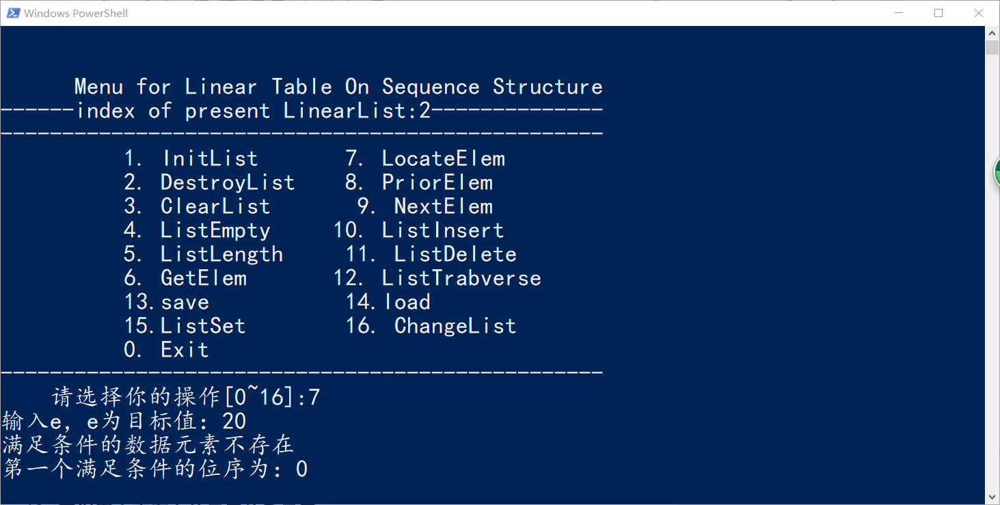 Windows PowerShell
Menu for Linear Table On Sequence Structure
------index of present LinearList:2--------------
-------------------------------------------------
1. InitList 7. LocateElem
2. DestroyList 8. PriorElem
3. ClearList 9. NextElem
4. ListEmpty 10. ListInsert
5. ListLength 11. ListDelete
6. GetElem 12. ListTrabverse
13.save 14.load
15.ListSet 16. ChangeList
0. Exit
-------------------------------------------------
请选择你的操作[0~16]:7
输入e，e为目标值：20
满足条件的数据元素不存在
第一个满足条件的位序为：0